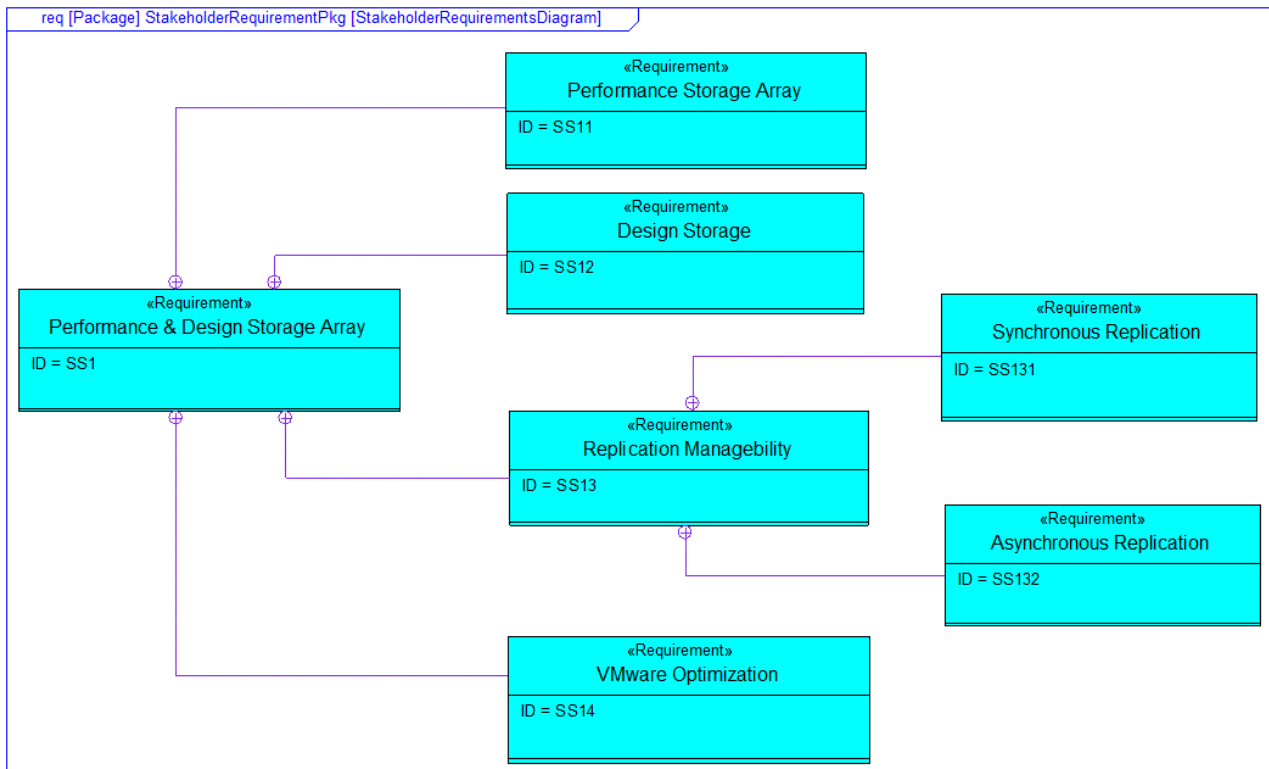 req [Package] StakeholderRequirementPkg [StakeholderRequirementsDiagram]
«Requirement»
Performance Storage Array
ID = SS11
«Requirement»
Design Storage
ID = SS12
«Requirement»
Performance & Design Storage Array
ID = SS1
«Requirement»
Synchronous Replication
ID = SS131
«Requirement»
Replication Managebility
ID = SS13
«Requirement»
Asynchronous Replication
ID = SS132
«Requirement»
VMware Optimization
ID = SS14